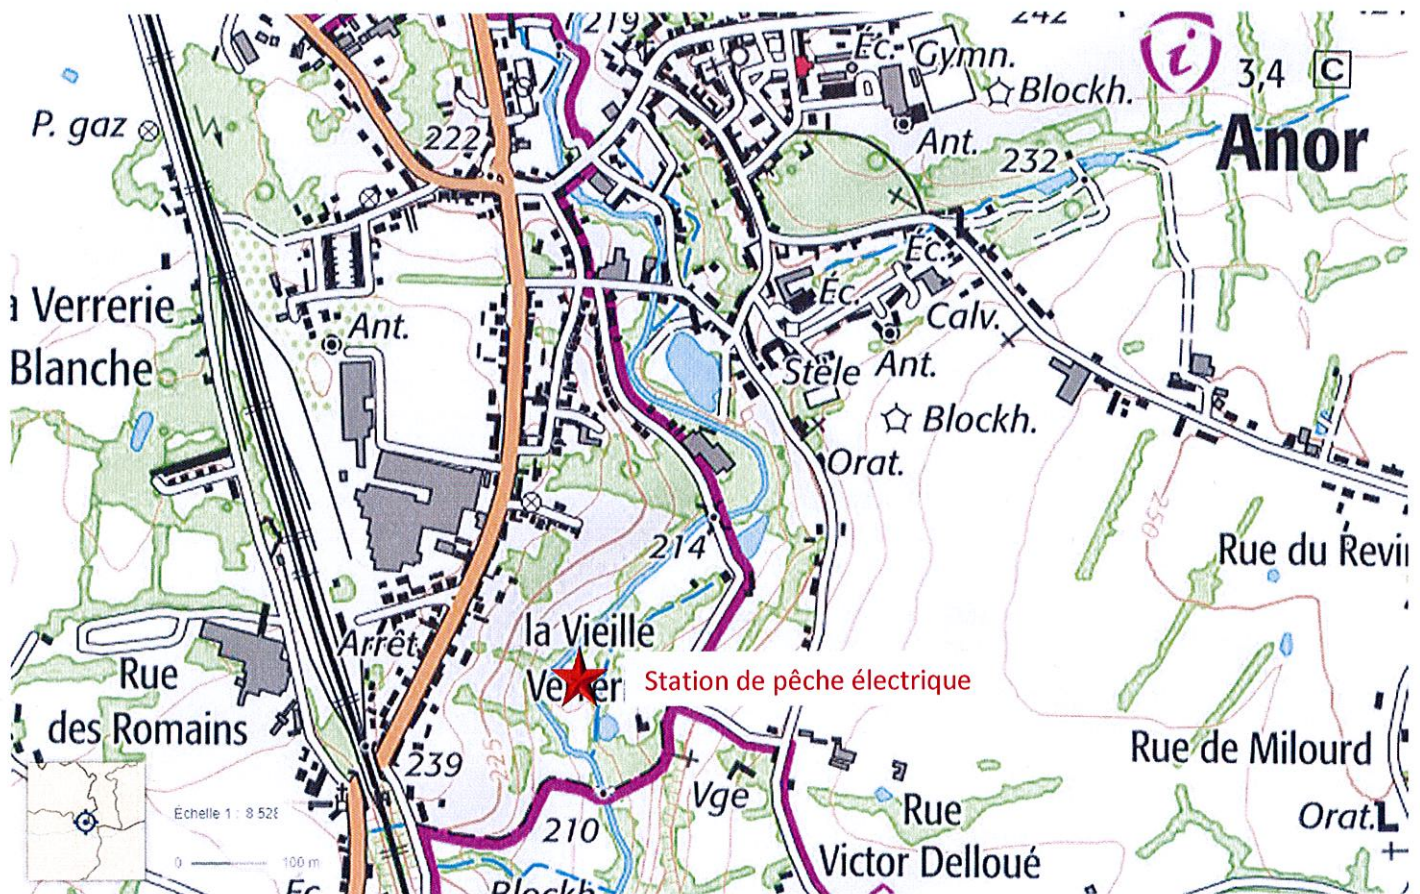 219
242
Éc.
Gymn.
3,4
C
P. gaz
Blockh.
222
Ant.
232
Anor
Éc.
a Verrerie
Blanche
Ant.
Éc.
Calv.
Stèle
Ant.
Blockh.
Orat.
250
214
Rue du Revi
la Vieille
Arrêt
Rue
des Romains
Station de pêche électrique
239
225
Rue de Milourd
Vge
Rue
Victor Delloué
Orat.
210
Échelle 1 : 8 528
0
100 m
Blockh